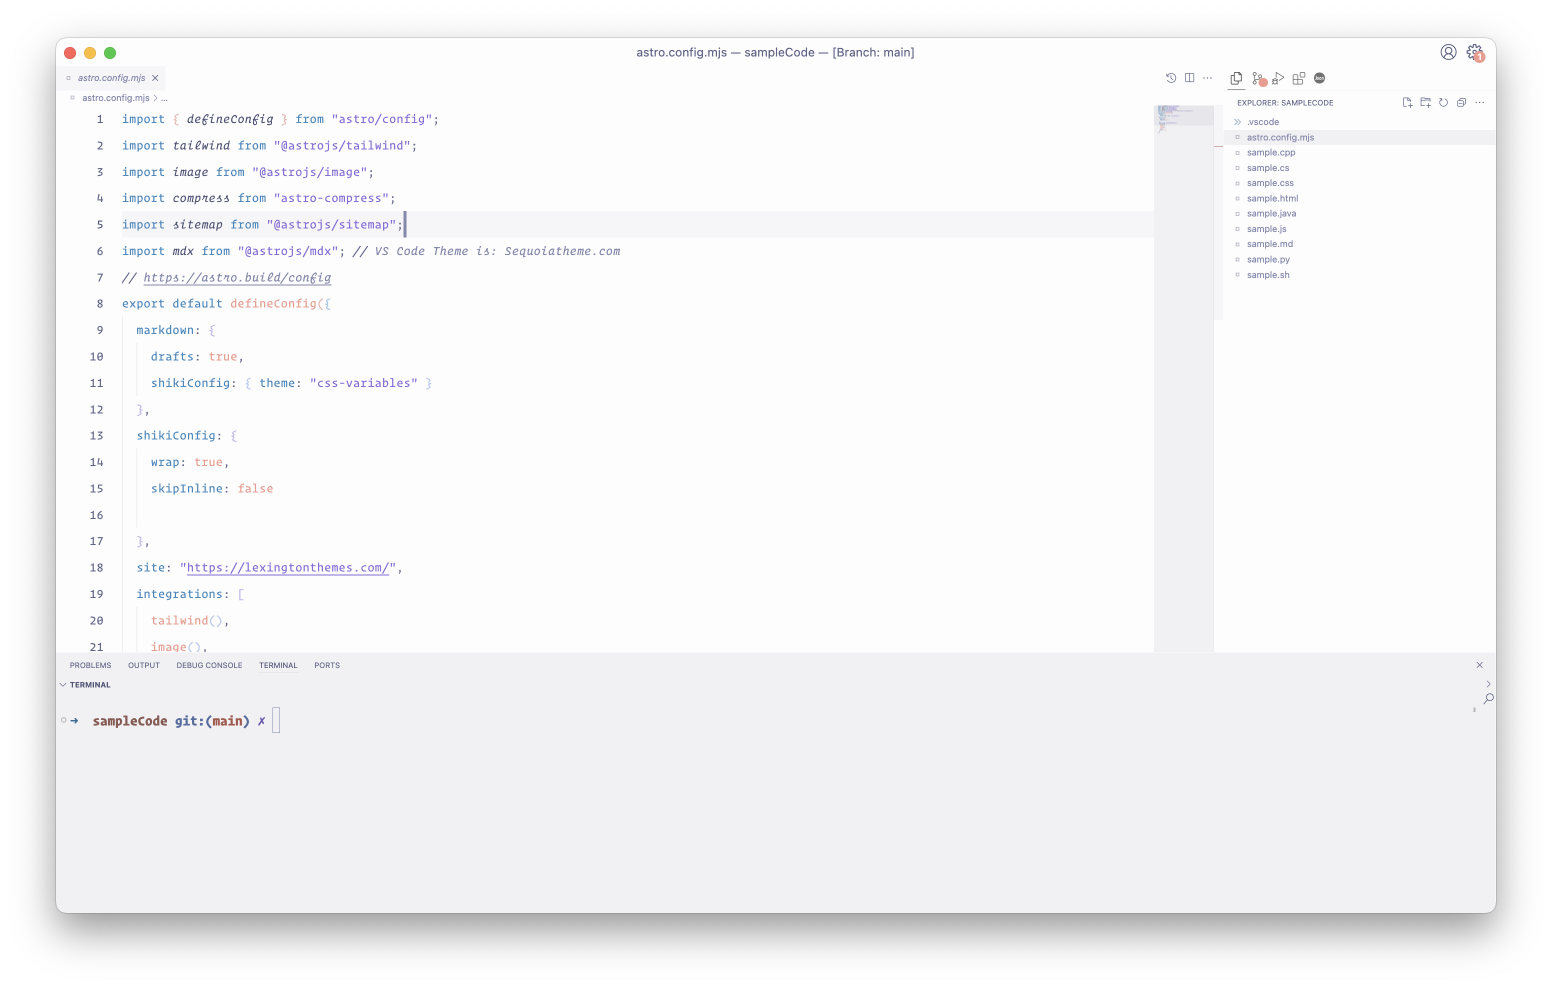 astro.config.mjs — sampleCode — [Branch: main]
1
astro.config.mjs
astro.config.mjs > ...
1 import { defineConfig } from "astro/config";
2 import tailwind from "@astrojs/tailwind";
3 import image from "@astrojs/image";
4 import compress from "astro-compress";
5 import sitemap from "@astrojs/sitemap";
6 import mdx from "@astrojs/mdx"; // VS Code Theme is: Sequoiatheme.com
7 // https://astro.build/config
8 export default defineConfig({
9 markdown: {
10 drafts: true,
11 shikiConfig: { theme: "css-variables" }
12 },
13 shikiConfig: {
14 wrap: true,
15 skipInline: false
16
17 },
18 site: "https://lexingtonthemes.com/",
19 integrations: [
20 tailwind(),
21 image(),
EXPLORER: SAMPLECODE
.vscode
astro.config.mjs
sample.cpp
sample.cs
sample.css
sample.html
sample.java
sample.js
sample.md
sample.py
sample.sh
PROBLEMS OUTPUT DEBUG CONSOLE TERMINAL PORTS
TERMINAL
➜ sampleCode git:(main) ✗